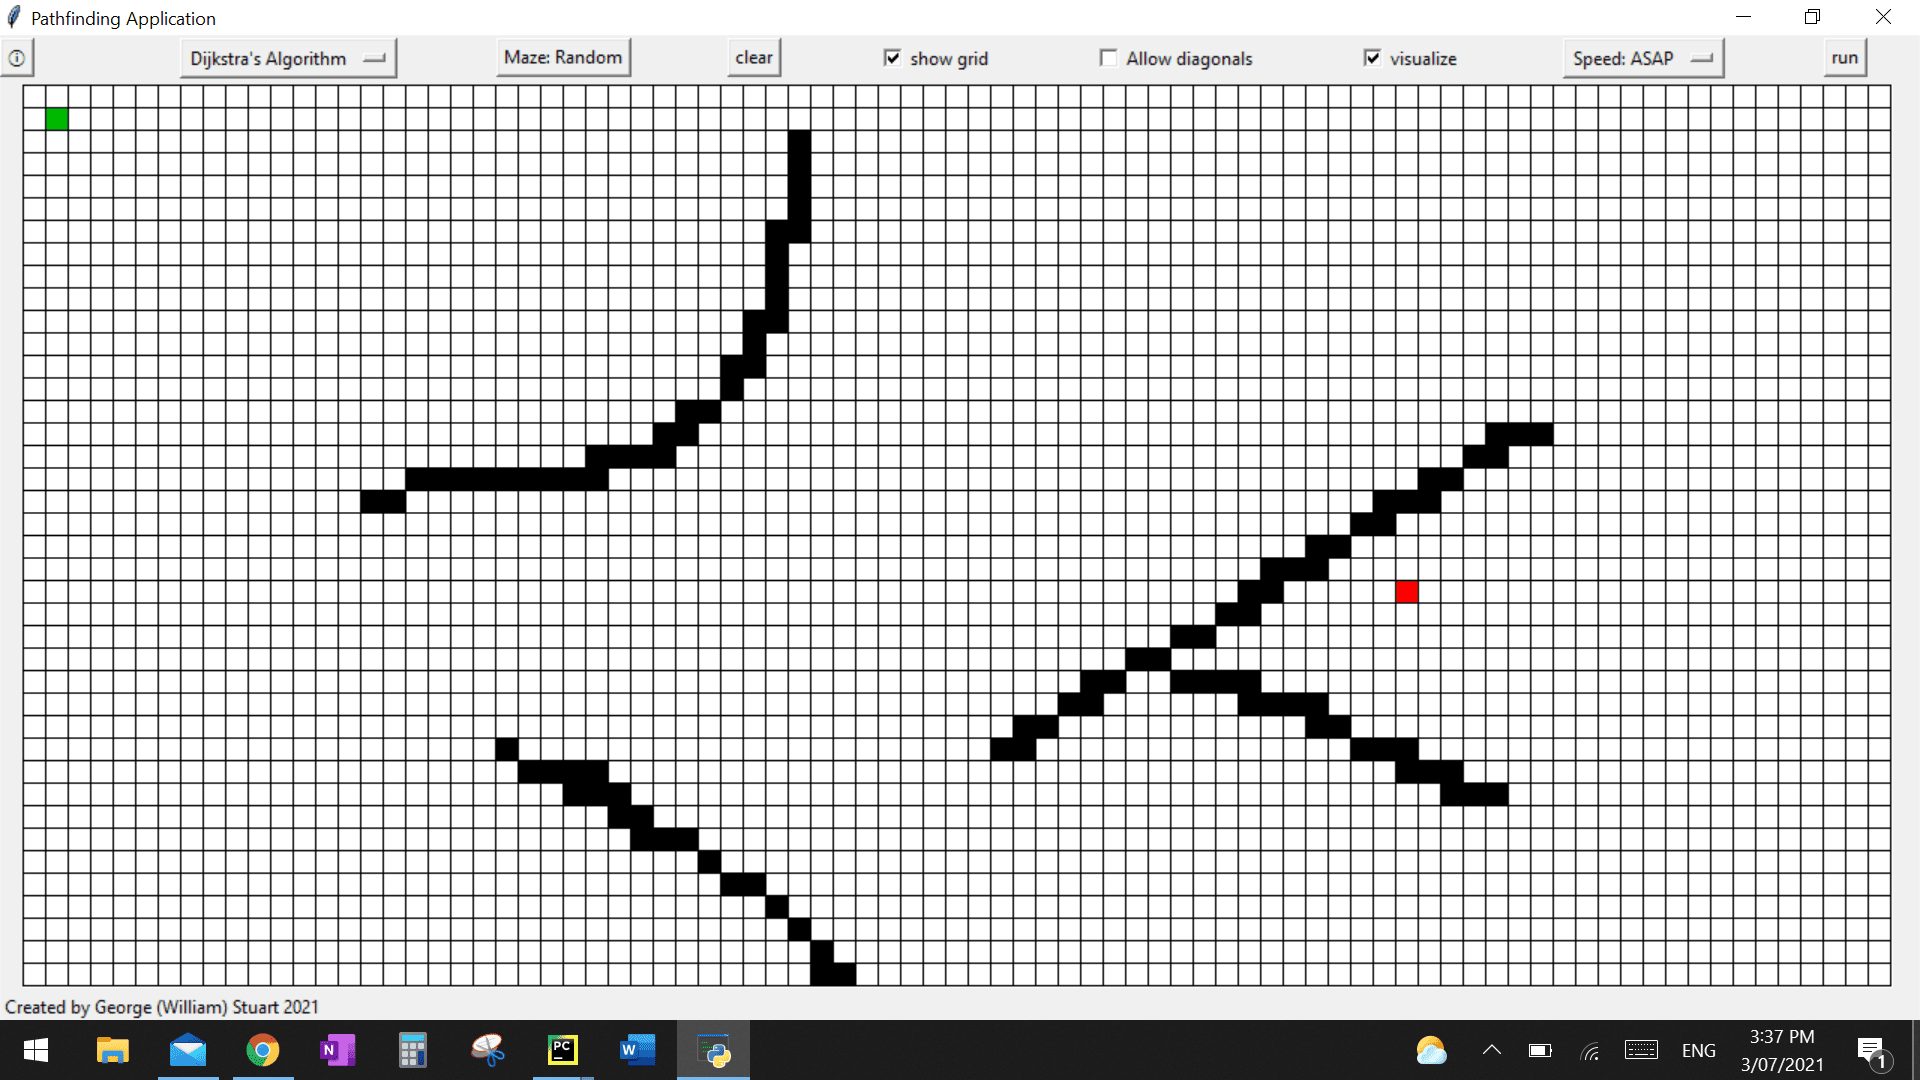 Pathfinding Application
Dijkstra's Algorithm
Maze: Random
clear
show grid
Allow diagonals
visualize
Speed: ASAP
run
Created by George (William) Stuart 2021
N
PC
W
ENG
3:37 PM
3/07/2021
1